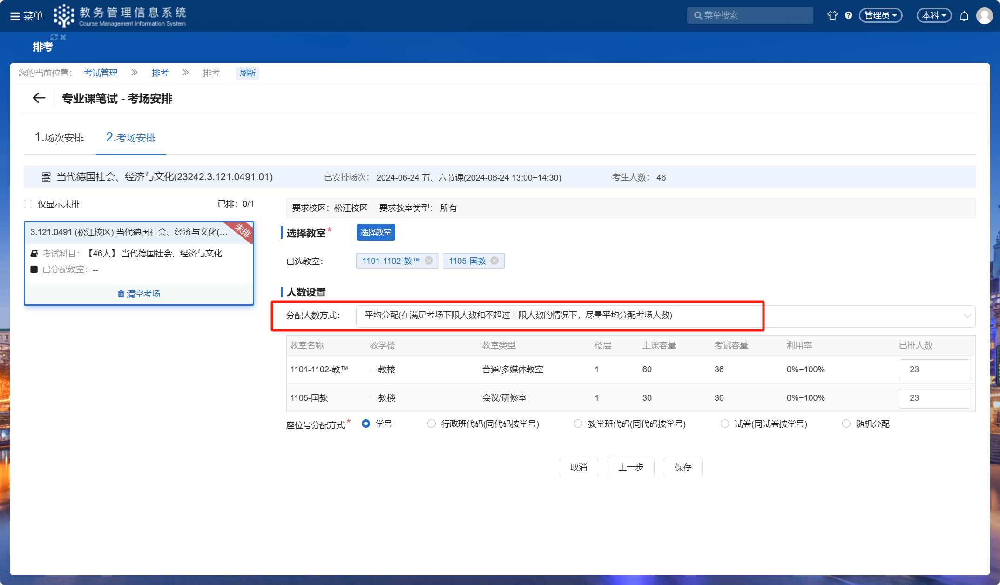 菜单
教务管理信息系统
Course Management Information System
菜单搜索
管理员
本科
排考
您的当前位置： 考试管理 排考 排考 刷新
专业课笔试 - 考场安排
1.场次安排 2.考场安排
当代德国社会、经济与文化(23242.3.121.0491.01) 已安排场次： 2024-06-24 五、六节课(2024-06-24 13:00~14:30) 考生人数： 46
仅显示未排 已排：0/1
3.121.0491 (松江校区) 当代德国社会、经济与文化(...
未排
考试科目： 【46人】 当代德国社会、经济与文化
已分配教室： --
清空考场
要求校区：松江校区 要求教室类型： 所有
选择教室* 选择教室
已选教室： 1101-1102-教™ 1105-国教
人数设置
分配人数方式： 平均分配(在满足考场下限人数和不超过上限人数的情况下，尽量平均分配考场人数)
教室名称 教学楼 教室类型 楼层 上课容量 考试容量 利用率 已排人数
1101-1102-教™ 一教楼 普通/多媒体教室 1 60 36 0%~100% 23
1105-国教 一教楼 会议/研修室 1 30 30 0%~100% 23
座位号分配方式* 学号 行政班代码(同代码按学号) 教学班代码(同代码按学号) 试卷(同试卷按学号) 随机分配
取消 上一步 保存